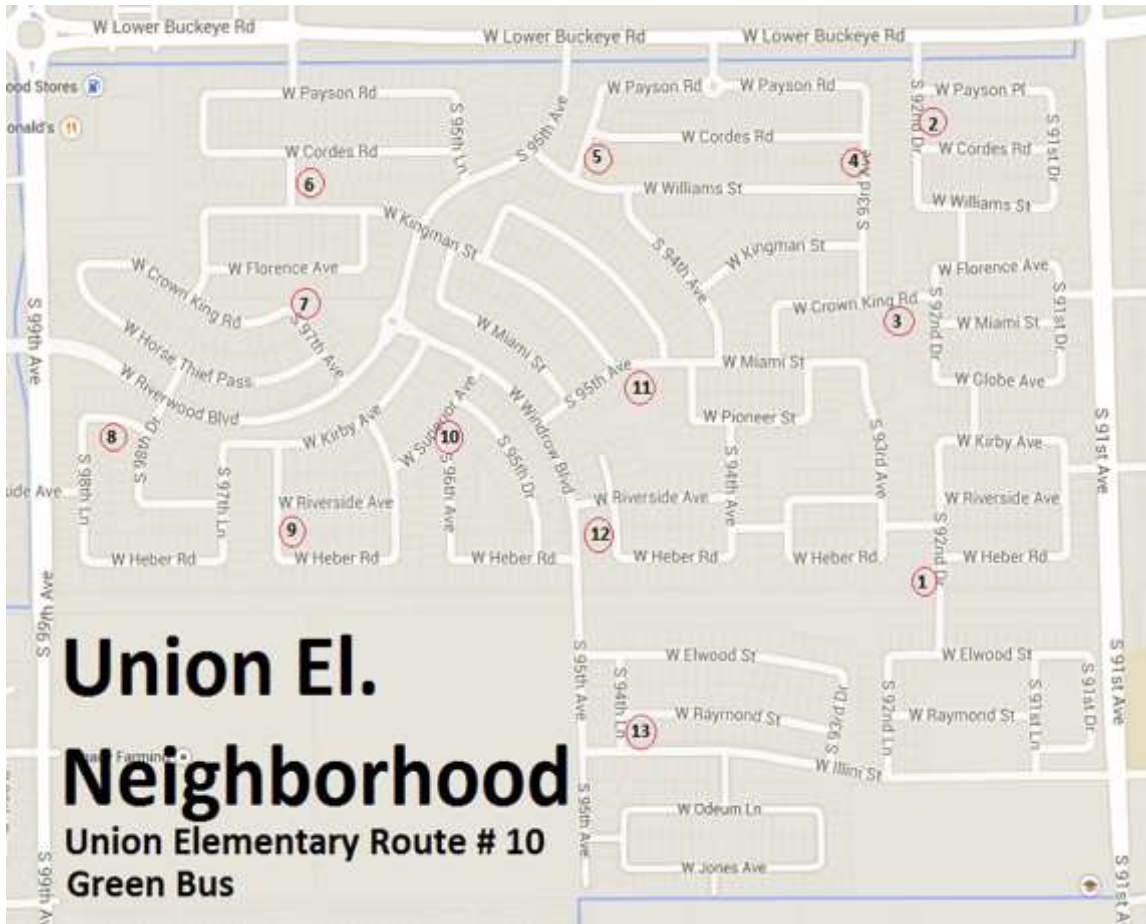 W Lower Buckeye Rd
W Lower Buckeye Rd
W Lower Buckeye Rd
ood Stores
onald's
W Payson Rd
S 95th Ln
S 95th Ave
W Payson Rd
W Payson Rd
S 92nd Dr
W Payson Pl
2
S 91st Dr
W Cordes Rd
W Cordes Rd
W Cordes Rd
5
4
6
S 93rd Ave
W Williams St
W Williams St
W Kingman St
S 94th Ave
W Kingman St
W Florence Ave
W Florence Ave
W Crown King Rd
7
S 97th Ave
W Crown King Rd
3
S 92nd Dr
W Miami St
S 91st Dr
S 99th Ave
W Horse Thief Pass
W Miami St
W Miami St
W Riverwood Blvd
S 95th Ave
11
W Globe Ave
W Kirby Ave
W Superior Ave
W Windrow Blvd
W Pioneer St
S 91st Ave
8
S 98th Dr
10
W Kirby Ave
S 98th Ln
S 97th Ln
S 96th Ave
S 95th Dr
S 94th Ave
S 93rd Ave
side Ave
W Riverside Ave
W Riverside Ave
W Riverside Ave
9
12
S 92nd Dr
W Heber Rd
W Heber Rd
W Heber Rd
W Heber Rd
W Heber Rd
W Heber Rd
1
S 99th Ave
Union El.
Neighborhood
Union Elementary Route # 10
Green Bus
S 95th Ave
W Elwood St
W Elwood St
S 94th Ln
S 93rd Dr
S 92nd Ln
S 91st Ln
S 91st Dr
S 91st Ave
W Raymond St
W Raymond St
13
Farming
W Illini St
W Odeum Ln
S 95th Ave
W Jones Ave
S 99th Av
S 91st Ave